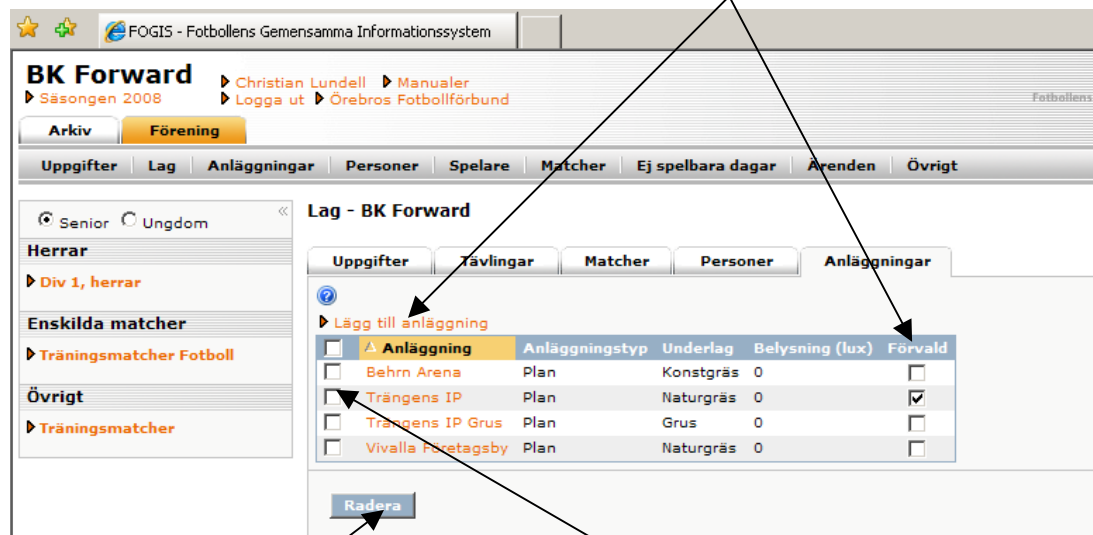 FOGIS - Fotbollens Gemensamma Informationssystem
BK Forward
Christian Lundell Manualer
Säsongen 2008 Logga ut Örebros Fotbollförbund
Fotbollens
Arkiv Förening
Uppgifter Lag Anläggningar Personer Spelare Matcher Ej spelbara dagar Ärenden Övrigt
Senior Ungdom «
Herrar
Div 1, herrar
Enskilda matcher
Träningsmatcher Fotboll
Övrigt
Träningsmatcher
Lag - BK Forward
Uppgifter Tävlingar Matcher Personer Anläggningar
Lägg till anläggning
Anläggning Anläggningstyp Underlag Belysning (lux) Förvald
Behrn Arena Plan Konstgräs 0
Trängens IP Plan Naturgräs 0
Trängens IP Grus Plan Grus 0
Vivalla Företagsby Plan Naturgräs 0
Radera